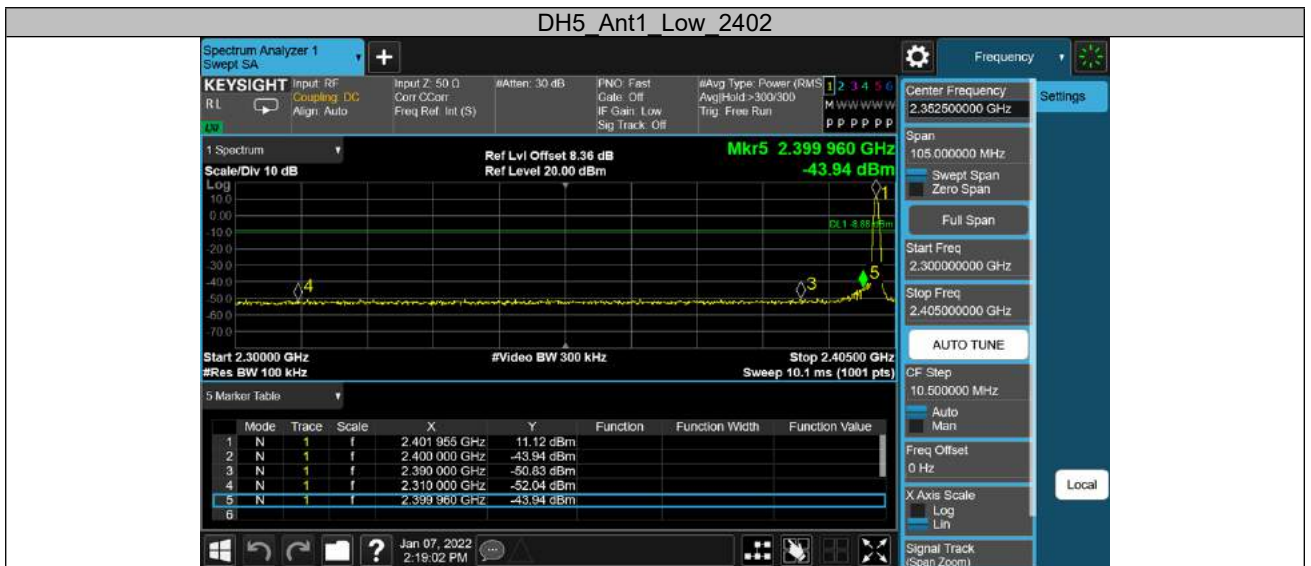 DH5_Ant1_Low_2402
Spectrum Analyzer 1
Swept SA
+
Frequency
KEYSIGHT
RL
Input: RF
Coupling: DC
Align: Auto
Input Z: 50 Ω
Corr CCorr
Freq Ref: Int (S)
#Atten: 30 dB
PNO: Fast
Gate: Off
IF Gain: Low
Sig Track: Off
#Avg Type: Power (RMS
Avg|Hold:>300/300
Trig: Free Run
1 2 3 4 5 6
M W W W W W
P P P P P P
Center Frequency
2.352500000 GHz
Settings
Span
105.000000 MHz
Swept Span
Zero Span
Full Span
Start Freq
2.300000000 GHz
Stop Freq
2.405000000 GHz
AUTO TUNE
CF Step
10.500000 MHz
Auto
Man
Freq Offset
0 Hz
X Axis Scale
Log
Lin
Local
Signal Track
(Span Zoom)
1 Spectrum
Scale/Div 10 dB
Ref Lvl Offset 8.36 dB
Ref Level 20.00 dBm
Mkr5 2.399 960 GHz
-43.94 dBm
Log
10.0
0.00
-10.0
-20.0
-30.0
-40.0
-50.0
-60.0
-70.0
DL1 -8.88 dBm
1
5
4
3
Start 2.30000 GHz
#Video BW 300 kHz
Stop 2.40500 GHz
#Res BW 100 kHz
Sweep 10.1 ms (1001 pts)
5 Marker Table
Mode Trace Scale X Y Function Function Width Function Value
1 N 1 f 2.401 955 GHz 11.12 dBm
2 N 1 f 2.400 000 GHz -43.94 dBm
3 N 1 f 2.390 000 GHz -50.83 dBm
4 N 1 f 2.310 000 GHz -52.04 dBm
5 N 1 f 2.399 960 GHz -43.94 dBm
6
?
Jan 07, 2022
2:19:02 PM